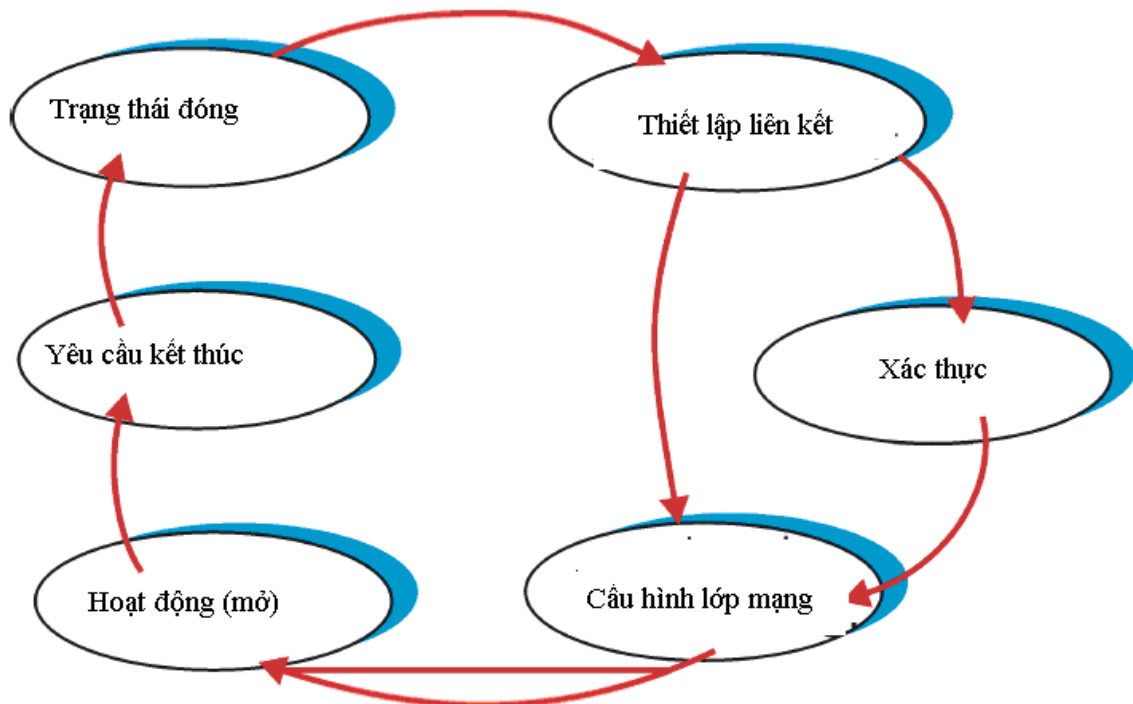 Trạng thái đóng
Thiết lập liên kết
Yêu cầu kết thúc
Xác thực
Hoạt động (mở)
Cấu hình lớp mạng